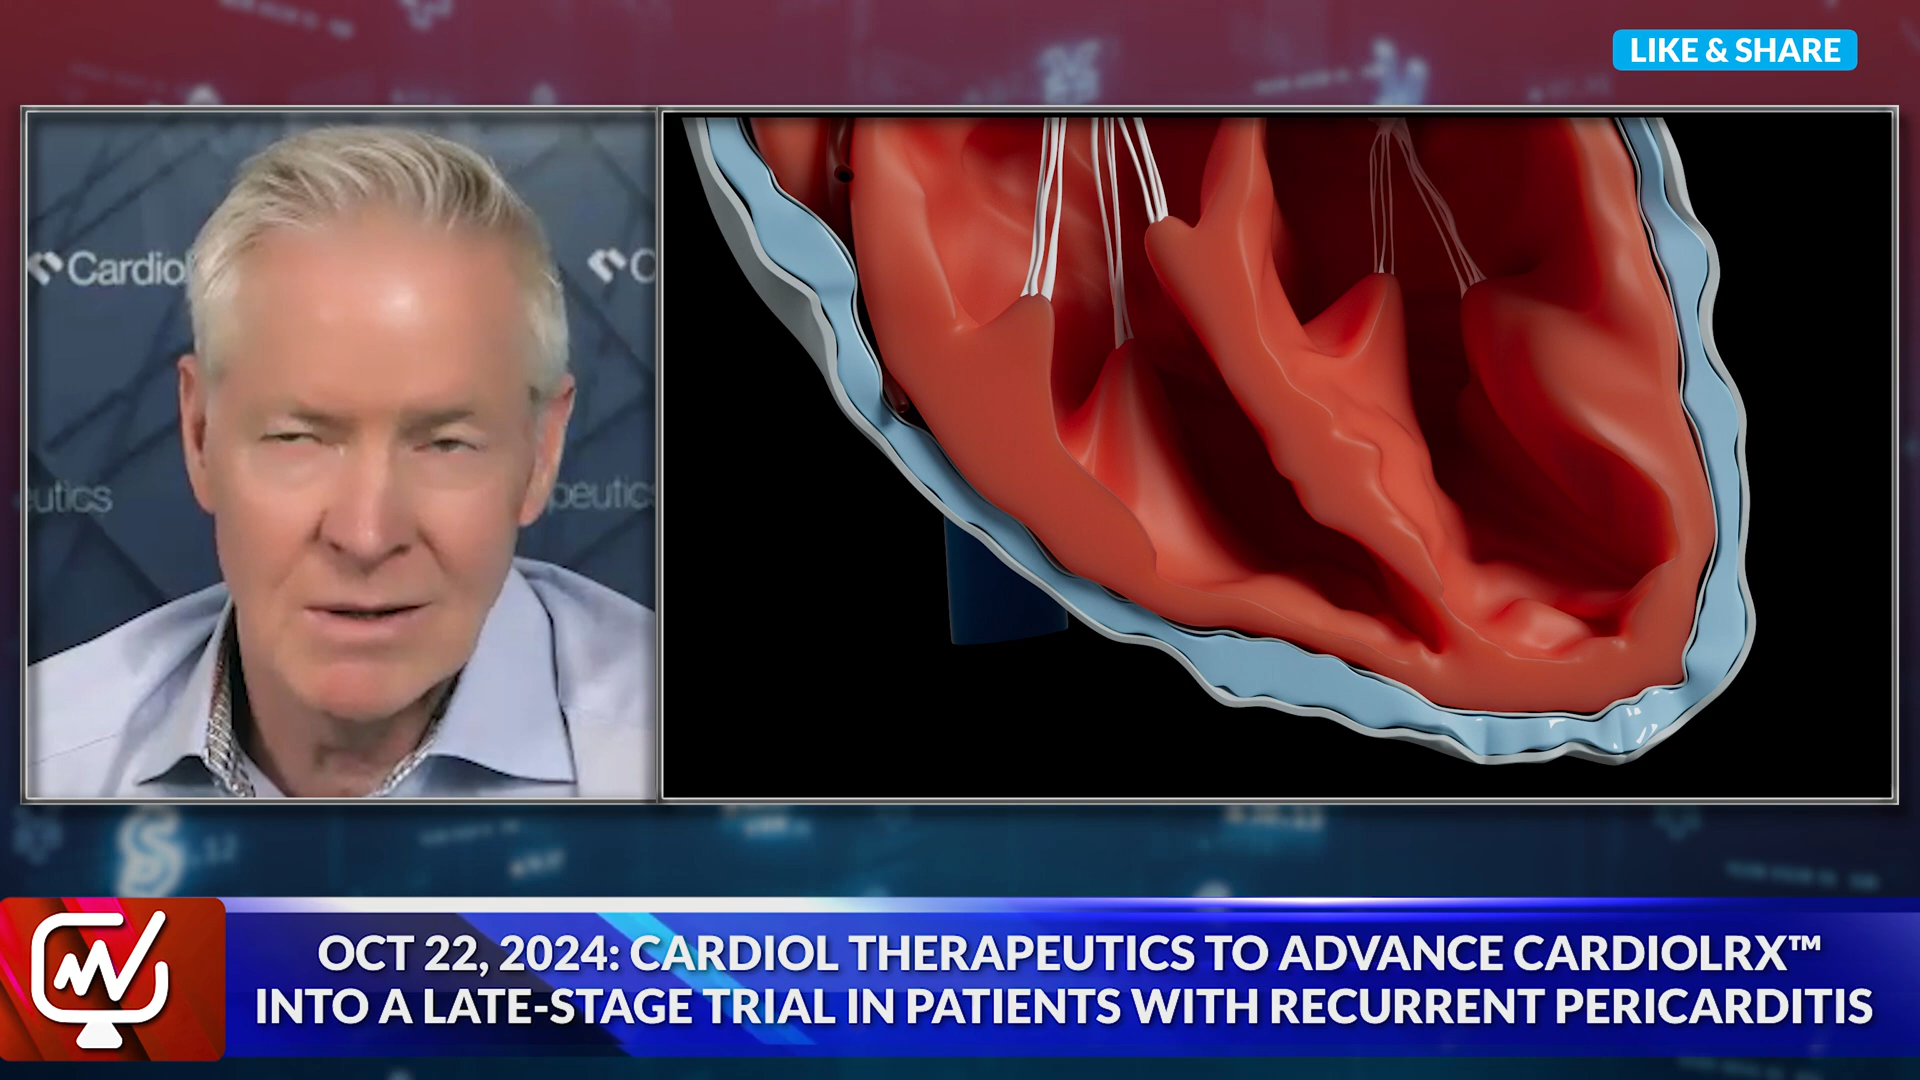 LIKE & SHARE
Cardiol
C
eutics
peutics
.12
OCT 22, 2024: CARDIOL THERAPEUTICS TO ADVANCE CARDIOLRX™
INTO A LATE-STAGE TRIAL IN PATIENTS WITH RECURRENT PERICARDITIS